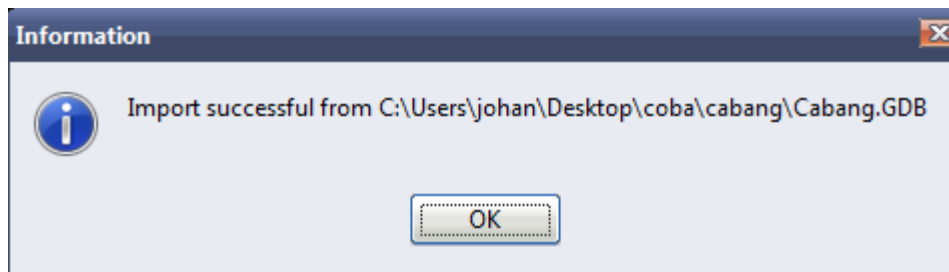 Information
Import successful from C:\Users\johan\Desktop\coba\cabang\Cabang.GDB
OK